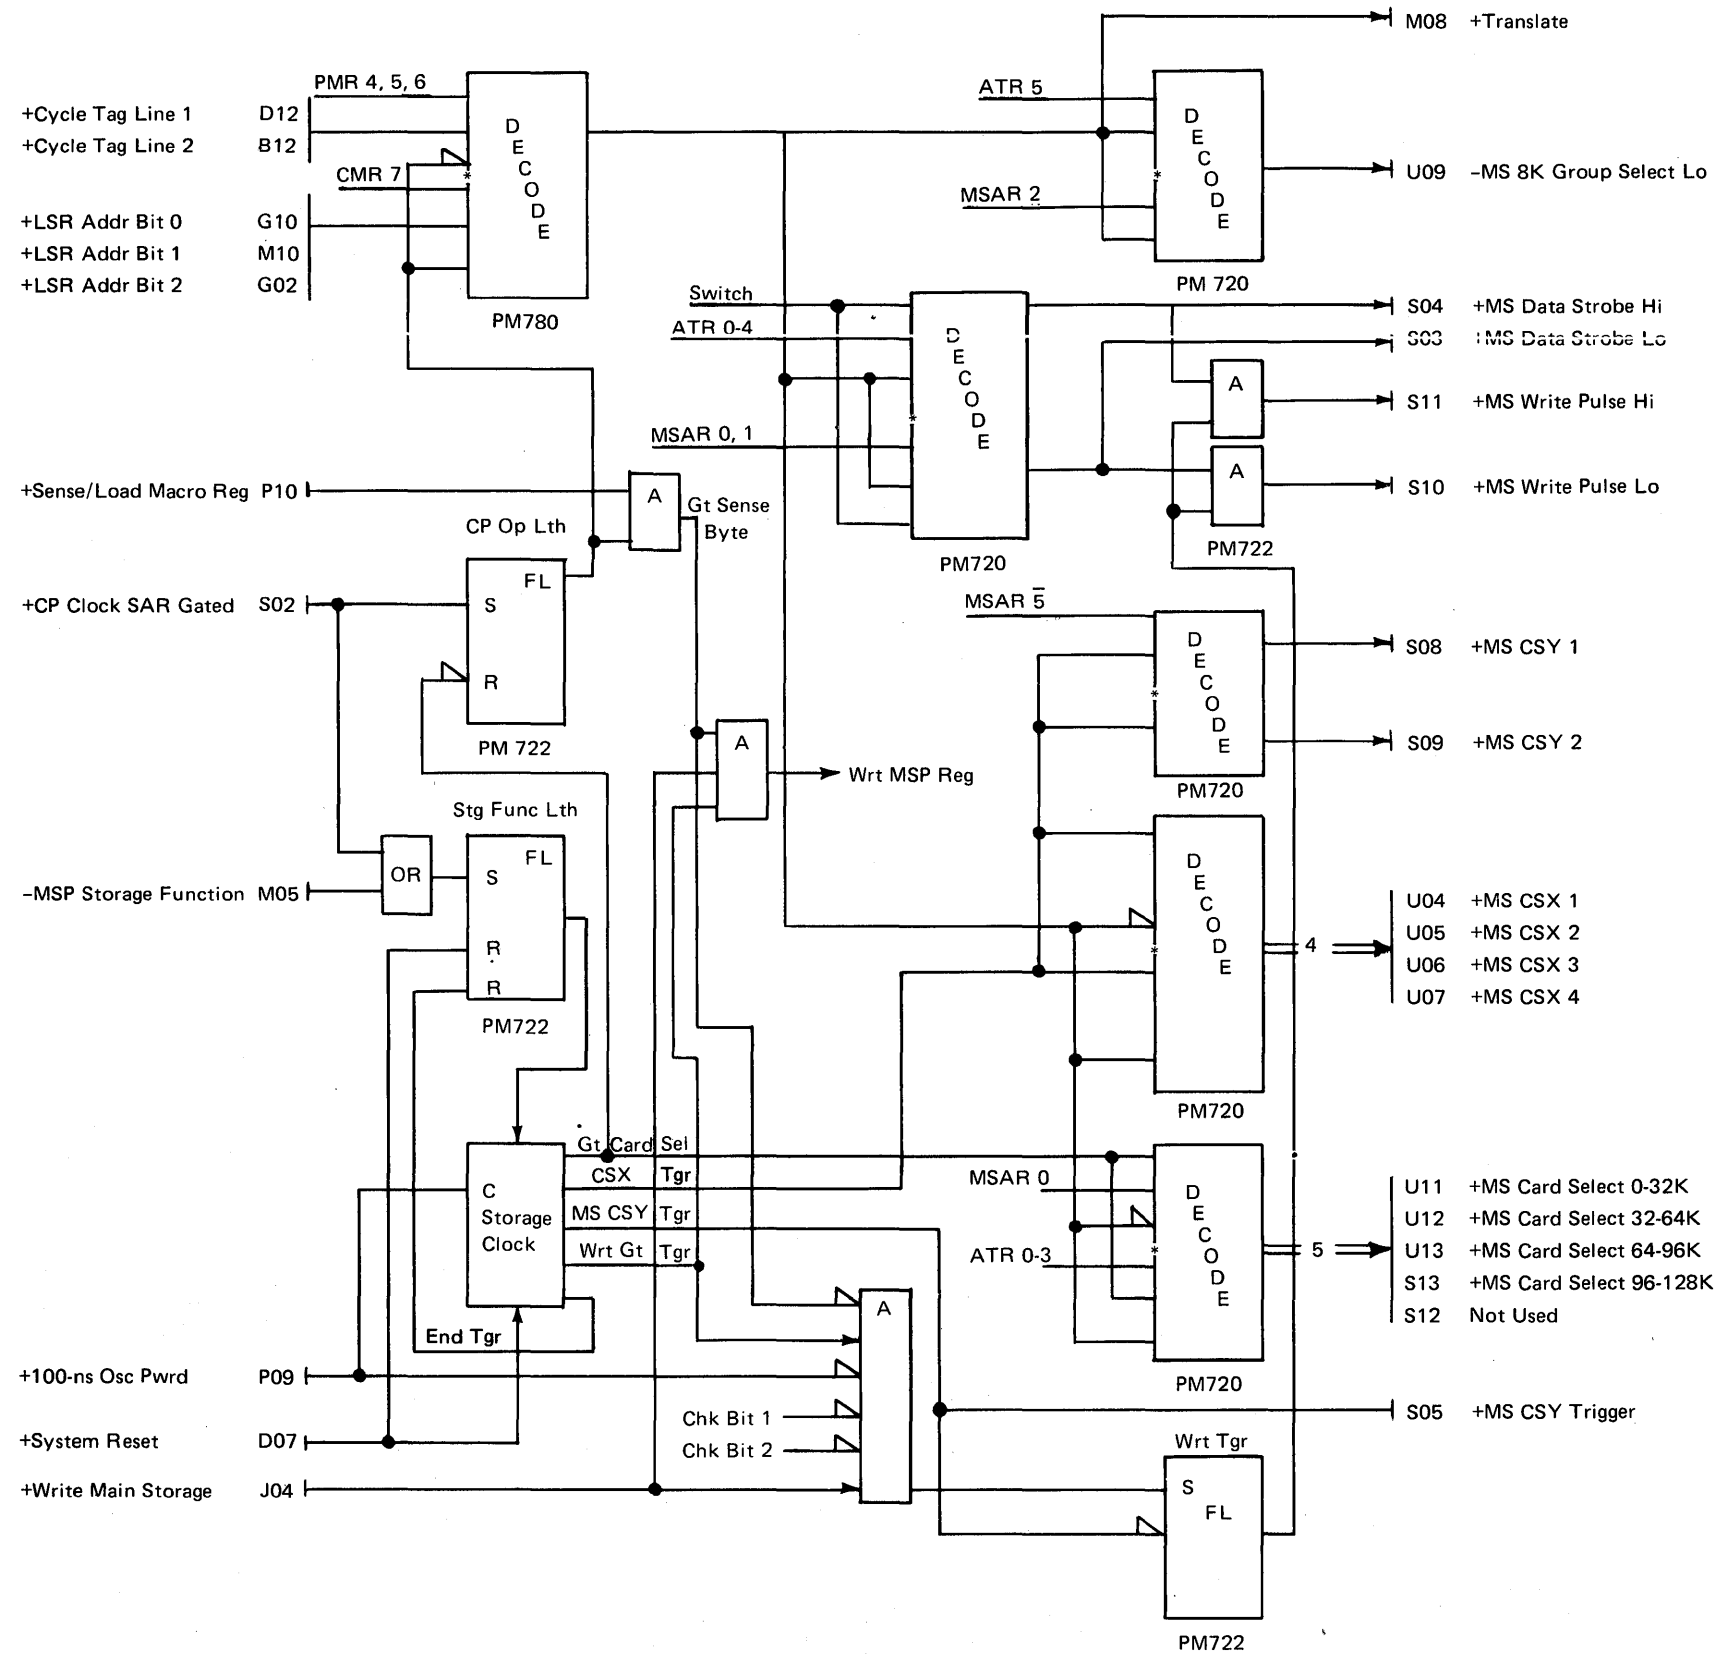 M08 +Translate
PMR 4, 5, 6
ATR 5
+Cycle Tag Line 1 D12
+Cycle Tag Line 2 B12
DECODE
DECODE
*
*
CMR 7
U09 -MS 8K Group Select Lo
MSAR 2
+LSR Addr Bit 0 G10
+LSR Addr Bit 1 M10
+LSR Addr Bit 2 G02
PM 720
PM780
Switch
S04 +MS Data Strobe Hi
ATR 0-4
DECODE
*
S03 +MS Data Strobe Lo
A
S11 +MS Write Pulse Hi
MSAR 0, 1
A
S10 +MS Write Pulse Lo
+Sense/Load Macro Reg P10
A
Gt Sense
Byte
CP Op Lth
PM722
PM720
FL
+CP Clock SAR Gated S02
S
R
MSAR 5̅
DECODE
*
S08 +MS CSY 1
S09 +MS CSY 2
PM 722
A
Wrt MSP Reg
PM720
Stg Func Lth
FL
OR
S
-MSP Storage Function M05
R
R
DECODE
*
4
U04 +MS CSX 1
U05 +MS CSX 2
U06 +MS CSX 3
U07 +MS CSX 4
PM722
PM720
Gt Card Sel
CSX Tgr
MS CSY Tgr
Wrt Gt Tgr
C
Storage
Clock
MSAR 0
DECODE
*
ATR 0-3
5
U11 +MS Card Select 0-32K
U12 +MS Card Select 32-64K
U13 +MS Card Select 64-96K
S13 +MS Card Select 96-128K
S12 Not Used
A
End Tgr
+100-ns Osc Pwrd P09
PM720
Chk Bit 1
S05 +MS CSY Trigger
+System Reset D07
Chk Bit 2
Wrt Tgr
+Write Main Storage J04
S
FL
PM722